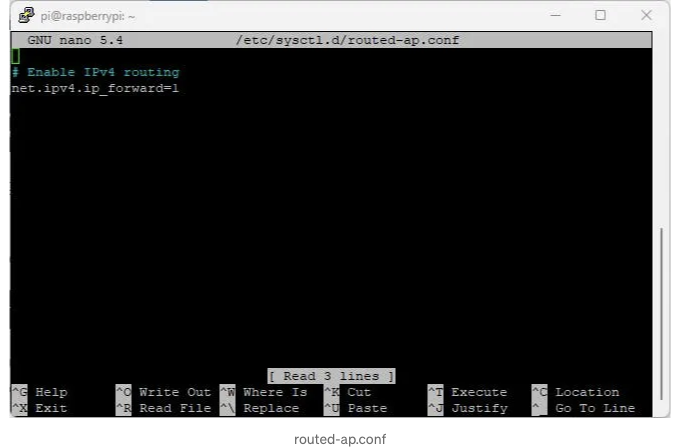 pi@raspberrypi: ~
GNU nano 5.4 /etc/sysctl.d/routed-ap.conf
# Enable IPv4 routing
net.ipv4.ip_forward=1
[ Read 3 lines ]
^G Help ^O Write Out ^W Where Is ^K Cut ^T Execute ^C Location
^X Exit ^R Read File ^\ Replace ^U Paste ^J Justify ^_ Go To Line
routed-ap.conf